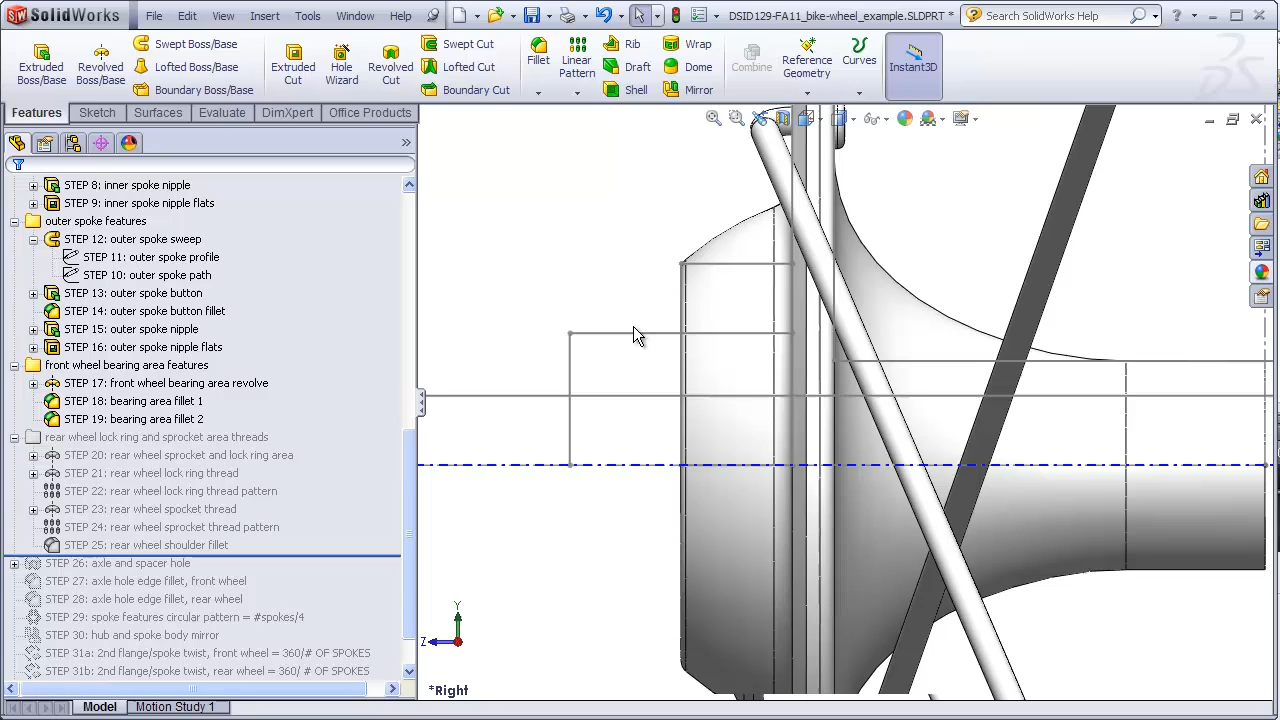 SolidWorks File Edit View Insert Tools Window Help DSID129-FA11_bike-wheel_example.SLDPRT * Search SolidWorks Help
Extruded Boss/Base Revolved Boss/Base Swept Boss/Base Lofted Boss/Base Boundary Boss/Base Extruded Cut Hole Wizard Revolved Cut Swept Cut Lofted Cut Boundary Cut Fillet Linear Pattern Rib Draft Shell Wrap Dome Mirror Combine Reference Geometry Curves Instant3D
Features Sketch Surfaces Evaluate DimXpert Office Products
STEP 8: inner spoke nipple
STEP 9: inner spoke nipple flats
outer spoke features
STEP 12: outer spoke sweep
STEP 11: outer spoke profile
STEP 10: outer spoke path
STEP 13: outer spoke button
STEP 14: outer spoke button fillet
STEP 15: outer spoke nipple
STEP 16: outer spoke nipple flats
front wheel bearing area features
STEP 17: front wheel bearing area revolve
STEP 18: bearing area fillet 1
STEP 19: bearing area fillet 2
rear wheel lock ring and sprocket area threads
STEP 20: rear wheel sprocket and lock ring area
STEP 21: rear wheel lock ring thread
STEP 22: rear wheel lock ring thread pattern
STEP 23: rear wheel spocket thread
STEP 24: rear wheel sprocket thread pattern
STEP 25: rear wheel shoulder fillet
STEP 26: axle and spacer hole
STEP 27: axle hole edge fillet, front wheel
STEP 28: axle hole edge fillet, rear wheel
STEP 29: spoke features circular pattern = #spokes/4
STEP 30: hub and spoke body mirror
STEP 31a: 2nd flange/spoke twist, front wheel = 360/# OF SPOKES
STEP 31b: 2nd flange/spoke twist, rear wheel = 360/# OF SPOKES
Y
Z
*Right
Model Motion Study 1